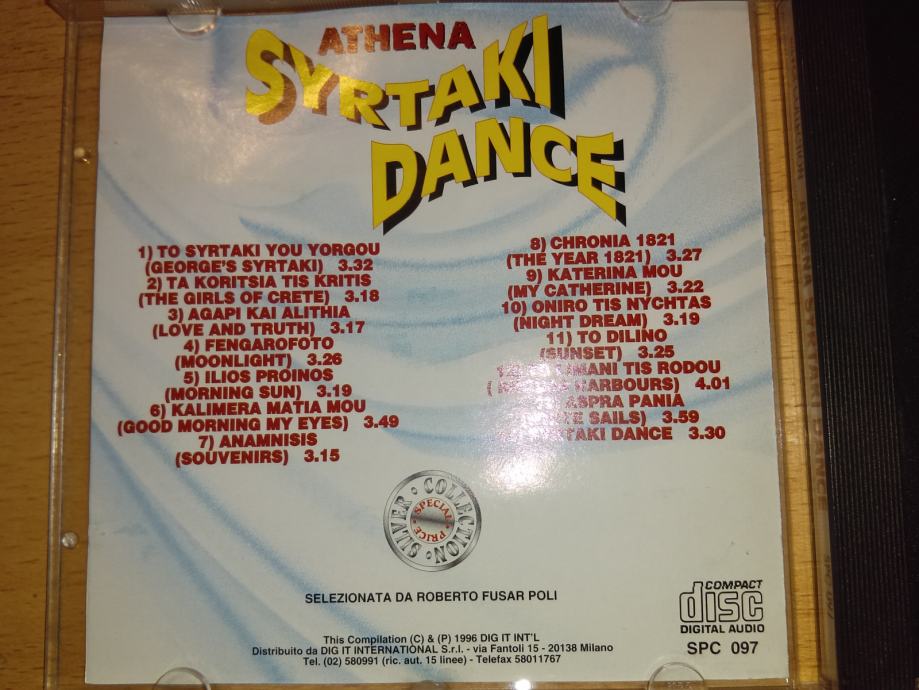 ATHENA
SYRTAKI
DANCE
1) TO SYRTAKI YOU YORGOU
(GEORGE'S SYRTAKI) 3.32
2) TA KORITSIA TIS KRITIS
(THE GIRLS OF CRETE) 3.18
3) AGAPI KAI ALITHIA
(LOVE AND TRUTH) 3.17
4) FENGAROFOTO
(MOONLIGHT) 3.26
5) ILIOS PROINOS
(MORNING SUN) 3.19
6) KALIMERA MATIA MOU
(GOOD MORNING MY EYES) 3.49
7) ANAMNISIS
(SOUVENIRS) 3.15
8) CHRONIA 1821
(THE YEAR 1821) 3.27
9) KATERINA MOU
(MY CATHERINE) 3.22
10) ONIRO TIS NYCHTAS
(NIGHT DREAM) 3.19
11) TO DILINO
(SUNSET) 3.25
TIS RODOU
HARBOURS) 4.01
ASPRA PANIA
SAILS) 3.59
DANCE 3.30
SILVER · COLLECTION
SPECIAL PRICE
SELEZIONATA DA ROBERTO FUSAR POLI
This Compilation (C) & (P) 1996 DIG IT INT'L
Distribuito da DIG IT INTERNATIONAL S.r.l. - via Fantoli 15 - 20138 Milano
Tel. (02) 580991 (ric. aut. 15 linee) - Telefax 58011767
COMPACT
disc
DIGITAL AUDIO
SPC 097